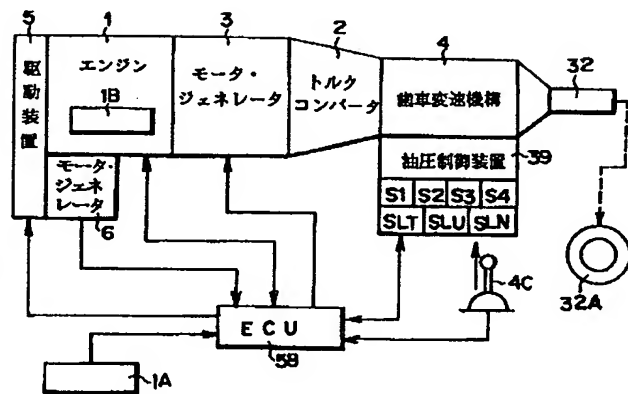 5
1
3
2
4
駆動装置
エンジン
1B
モータ・
ジェネレータ
トルク
コンバータ
歯車変速機構
32
油圧制御装置
39
S1 S2 S3 S4
SLT SLU SLN
モータ・
ジェネ
レータ
6
4C
32A
ECU
58
1A